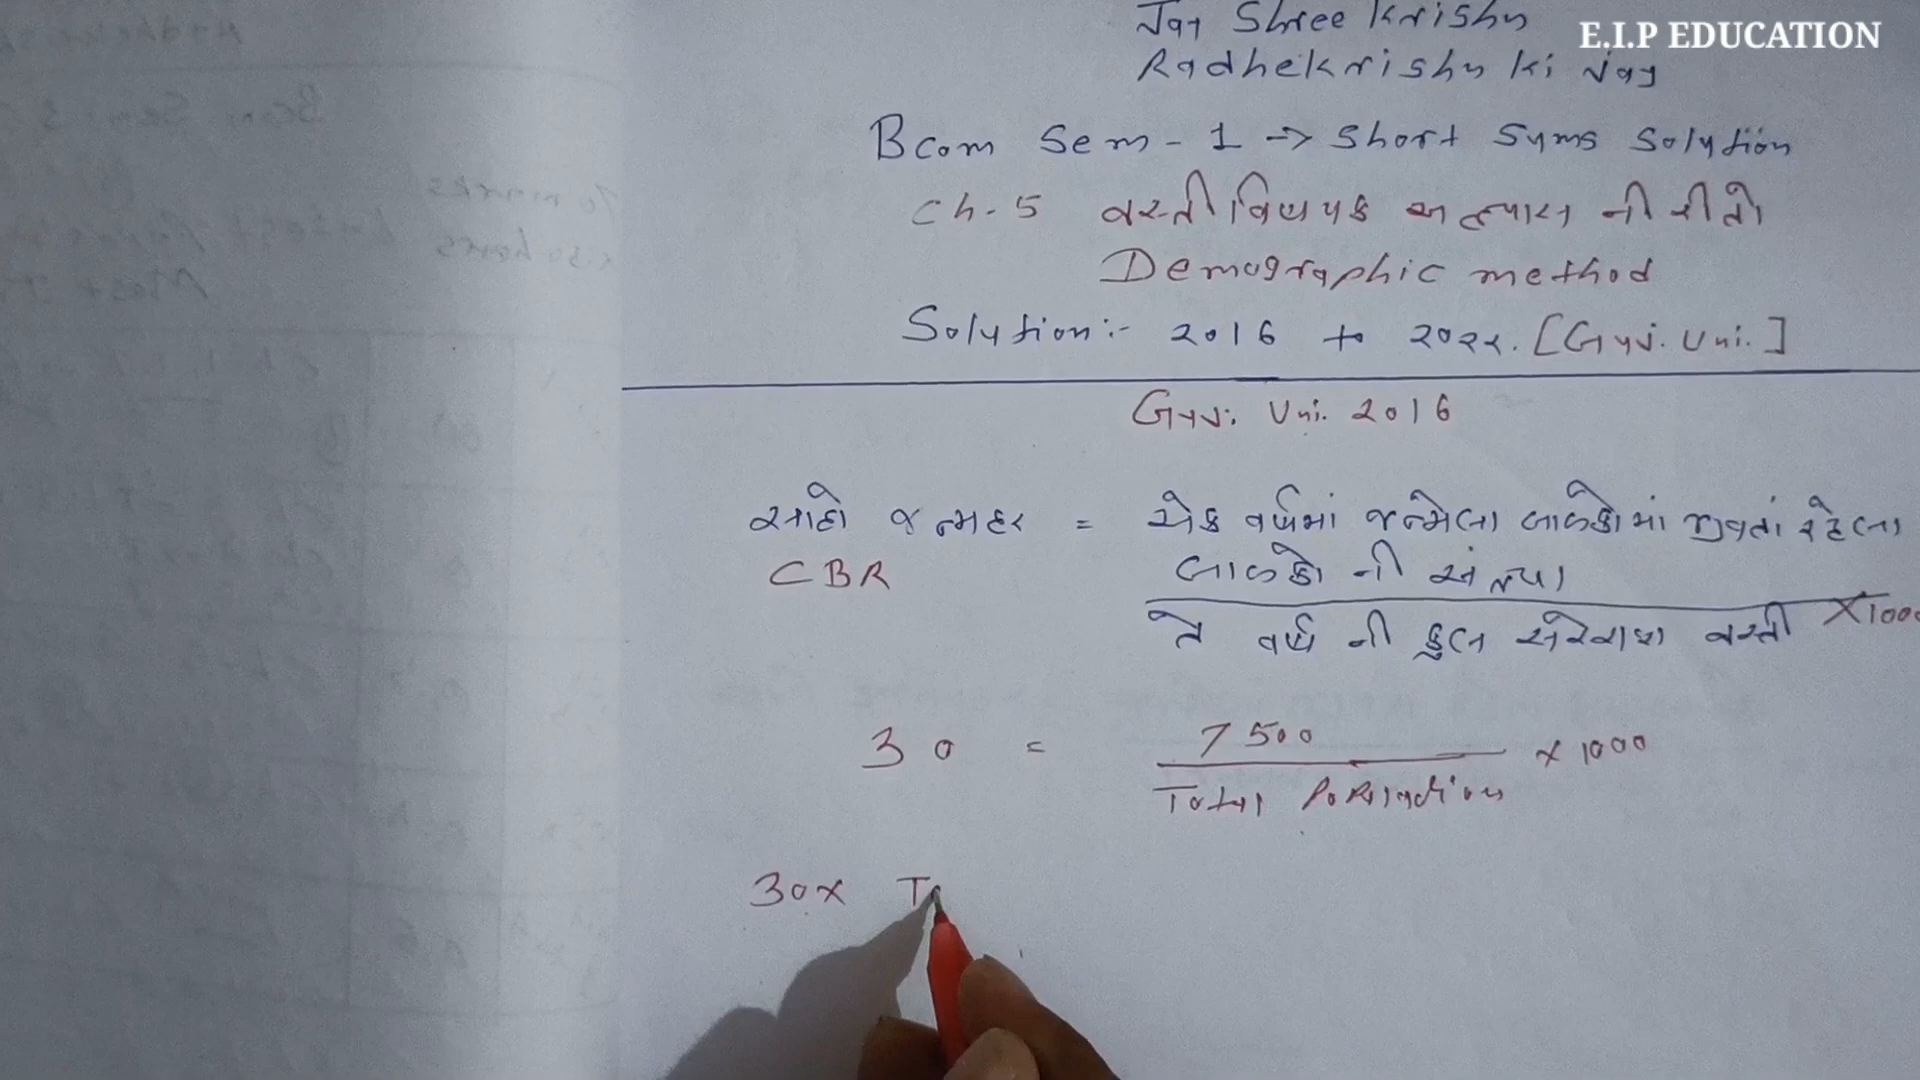 Jay Shree Krishn
E.I.P EDUCATION
Radhekrishn ki Jay
Bcom Sem - 1 -> Short Sums Solution
Ch. 5 વસ્તી વિષયક અભ્યાસ ની રીતો
Demographic method
Solution:- 2016 to 2022. [Guj. Uni.]
Guj. Uni. 2016
સાદો જન્મદર = એક વર્ષમાં જન્મેલા બાળકોમાં જીવતાં રહેલા
CBR બાળકો ની સંખ્યા
તે વર્ષ ની કુલ સરેરાશ વસ્તી X1000
30 = 7500 x 1000
Total Population
30x To